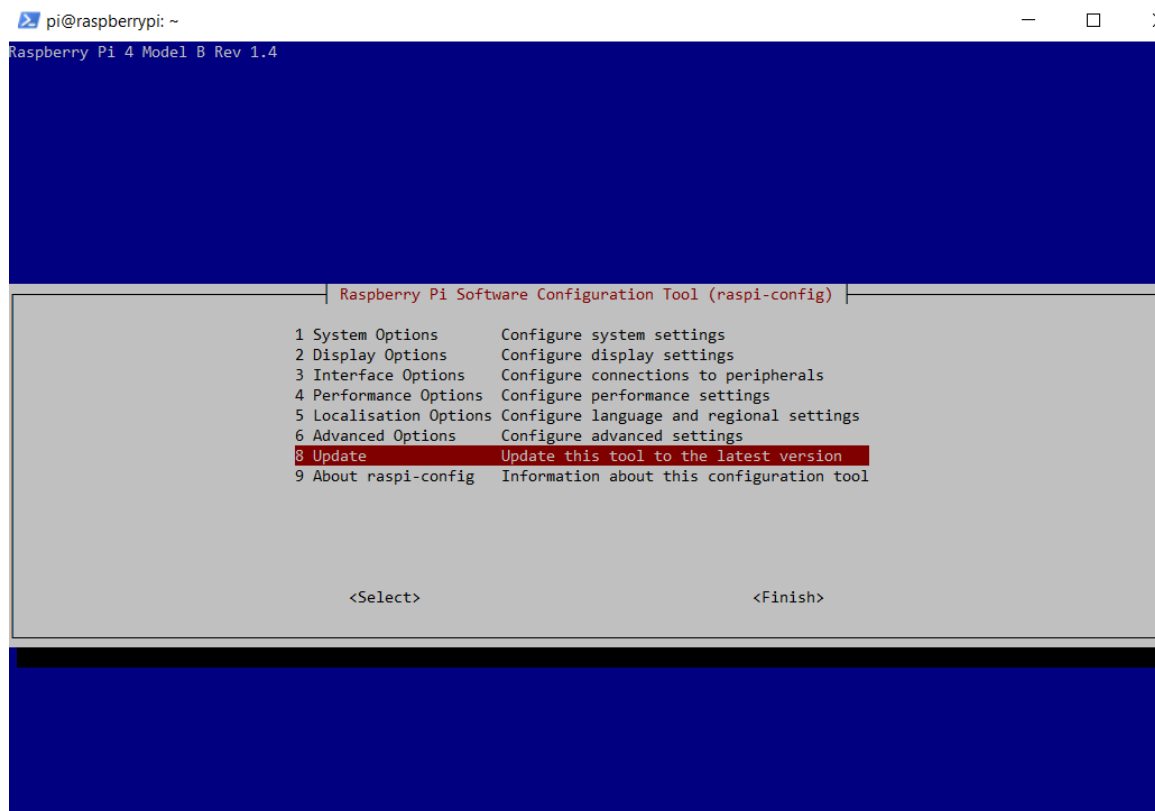 pi@raspberrypi: ~
Raspberry Pi 4 Model B Rev 1.4
Raspberry Pi Software Configuration Tool (raspi-config)
1 System Options Configure system settings
2 Display Options Configure display settings
3 Interface Options Configure connections to peripherals
4 Performance Options Configure performance settings
5 Localisation Options Configure language and regional settings
6 Advanced Options Configure advanced settings
8 Update Update this tool to the latest version
9 About raspi-config Information about this configuration tool
<Select> <Finish>